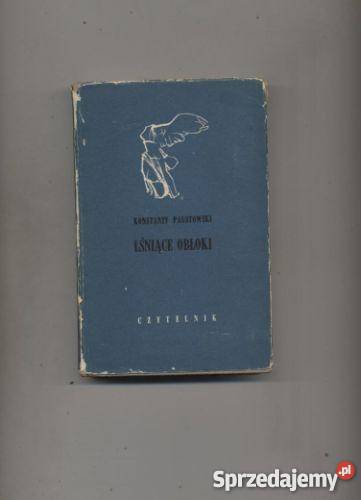 KONSTANTY PAUSTOWSKI
LŚNIĄCE OBŁOKI
CZYTELNIK
Sprzedajemy.pl